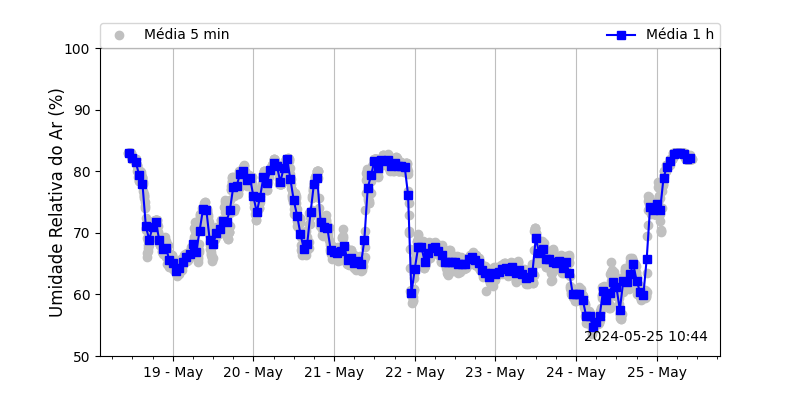 Média 5 min
Média 1 h
Umidade Relativa do Ar (%)
100
90
80
70
60
50
2024-05-25 10:44
19 - May
20 - May
21 - May
22 - May
23 - May
24 - May
25 - May